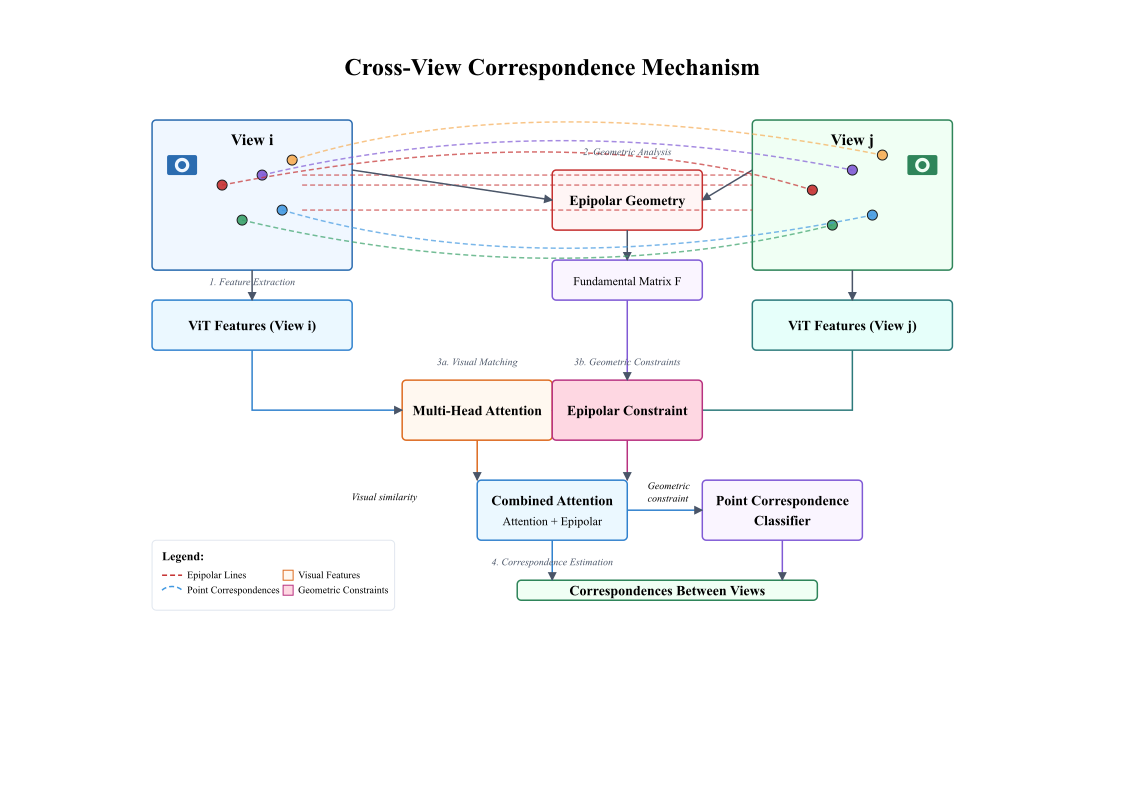 Cross-View Correspondence Mechanism
View i
View j
2. Geometric Analysis
Epipolar Geometry
1. Feature Extraction
Fundamental Matrix F
ViT Features (View i)
ViT Features (View j)
3a. Visual Matching
3b. Geometric Constraints
Multi-Head Attention
Epipolar Constraint
Visual similarity
Combined Attention
Attention + Epipolar
Geometric
constraint
Point Correspondence
Classifier
4. Correspondence Estimation
Correspondences Between Views
Legend:
Epipolar Lines
Visual Features
Point Correspondences
Geometric Constraints